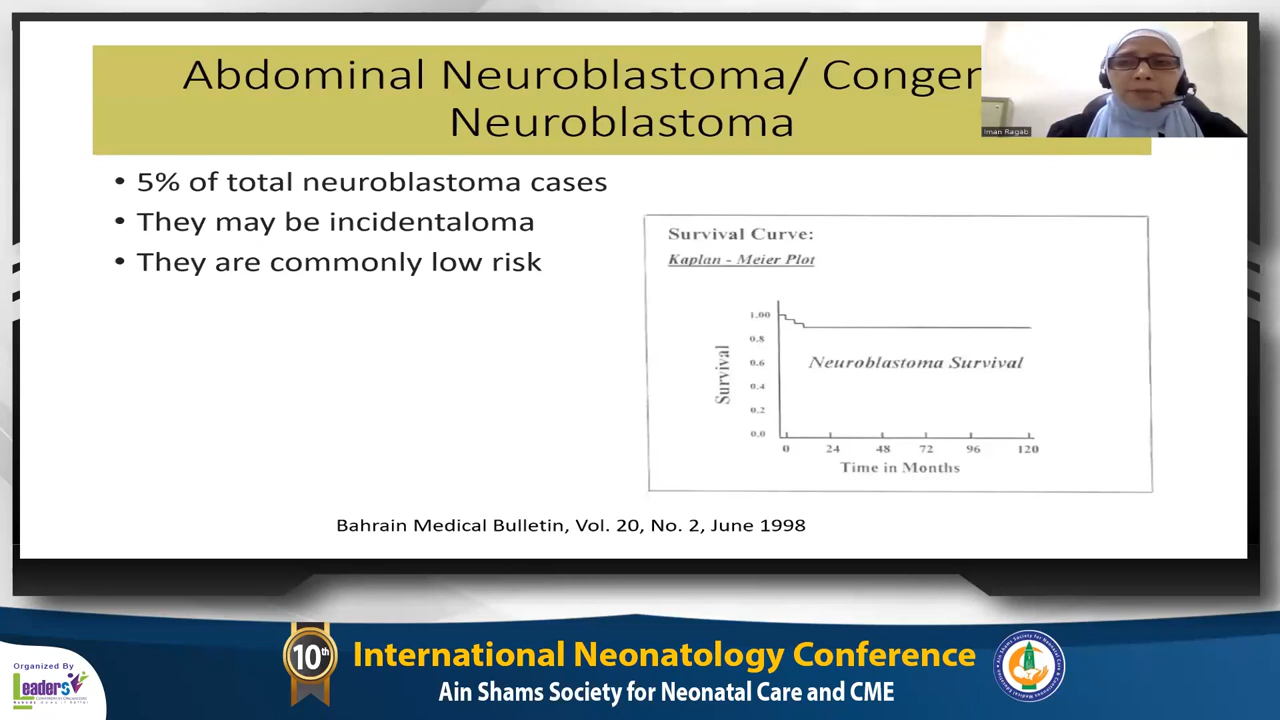 Abdominal Neuroblastoma/ Conger
Neuroblastoma
Iman Ragab
• 5% of total neuroblastoma cases
• They may be incidentaloma
• They are commonly low risk
Survival Curve:
Kaplan - Meier Plot
1.00
0.8
0.6
0.4
0.2
0.0
Survival
Neuroblastoma Survival
0 24 48 72 96 120
Time in Months
Bahrain Medical Bulletin, Vol. 20, No. 2, June 1998
Organized By
Leaders
10th
International Neonatology Conference
Ain Shams Society for Neonatal Care and CME